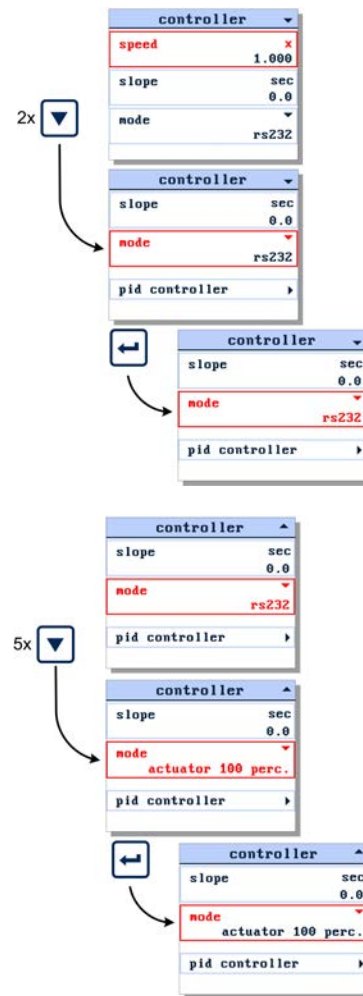 controller
speed x
1.000
slope sec
0.0
mode
rs232
2x
controller
slope sec
0.0
mode
rs232
pid controller
controller
slope sec
0.0
mode
rs232
pid controller
controller
slope sec
0.0
mode
rs232
pid controller
5x
controller
slope sec
0.0
mode
actuator 100 perc.
pid controller
controller
slope sec
0.0
mode
actuator 100 perc.
pid controller